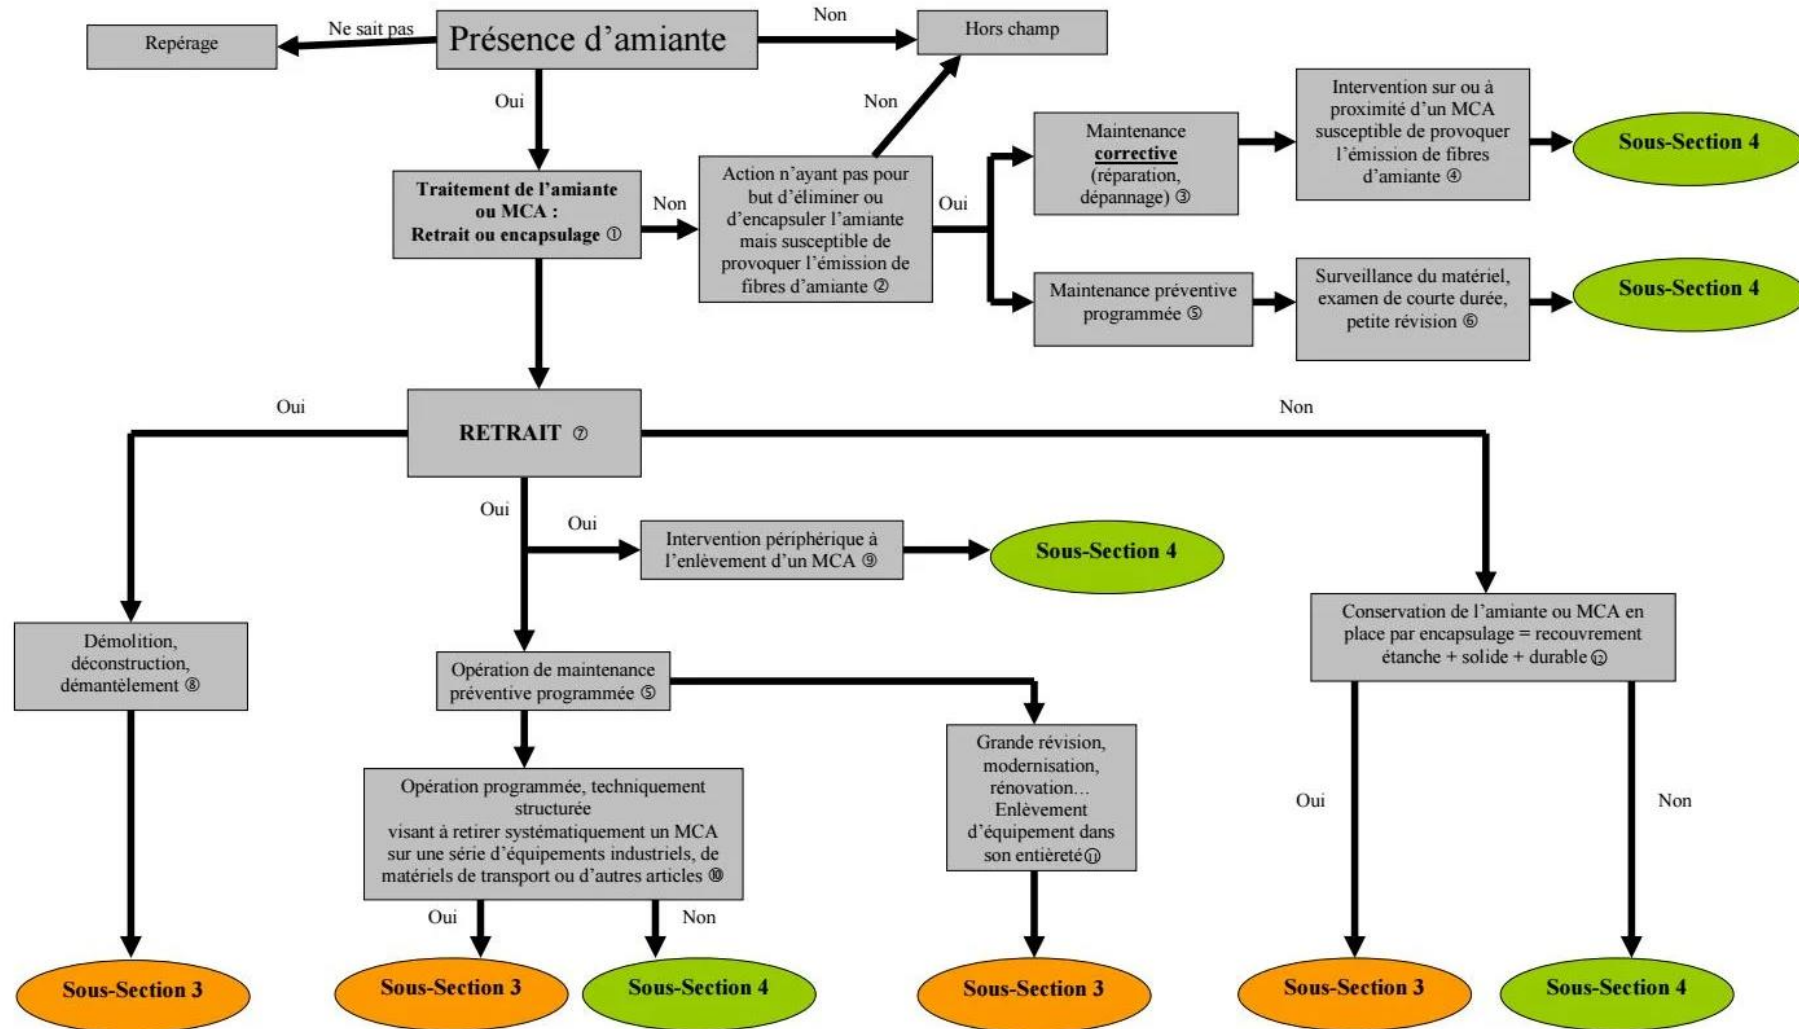 Repérage
Ne sait pas
Présence d'amiante
Non
Hors champ
Oui
Non
Traitement de l'amiante
ou MCA :
Retrait ou encapsulage ①
Non
Action n'ayant pas pour
but d'éliminer ou
d'encapsuler l'amiante
mais susceptible de
provoquer l'émission de
fibres d'amiante ②
Oui
Maintenance
corrective
(réparation,
dépannage) ③
Intervention sur ou à
proximité d'un MCA
susceptible de provoquer
l'émission de fibres
d'amiante ④
Sous-Section 4
Maintenance préventive
programmée ⑤
Surveillance du matériel,
examen de courte durée,
petite révision ⑥
Sous-Section 4
Oui
RETRAIT ⑦
Non
Oui
Oui
Intervention périphérique à
l'enlèvement d'un MCA ⑨
Sous-Section 4
Démolition,
déconstruction,
démantèlement ⑧
Opération de maintenance
préventive programmée ⑤
Conservation de l'amiante ou MCA en
place par encapsulage = recouvrement
étanche + solide + durable ⑫
Opération programmée, techniquement
structurée
visant à retirer systématiquement un MCA
sur une série d'équipements industriels, de
matériels de transport ou d'autres articles ⑩
Grande révision,
modernisation,
rénovation…
Enlèvement
d'équipement dans
son entièreté ⑪
Oui
Non
Oui
Non
Sous-Section 3
Sous-Section 3
Sous-Section 4
Sous-Section 3
Sous-Section 3
Sous-Section 4